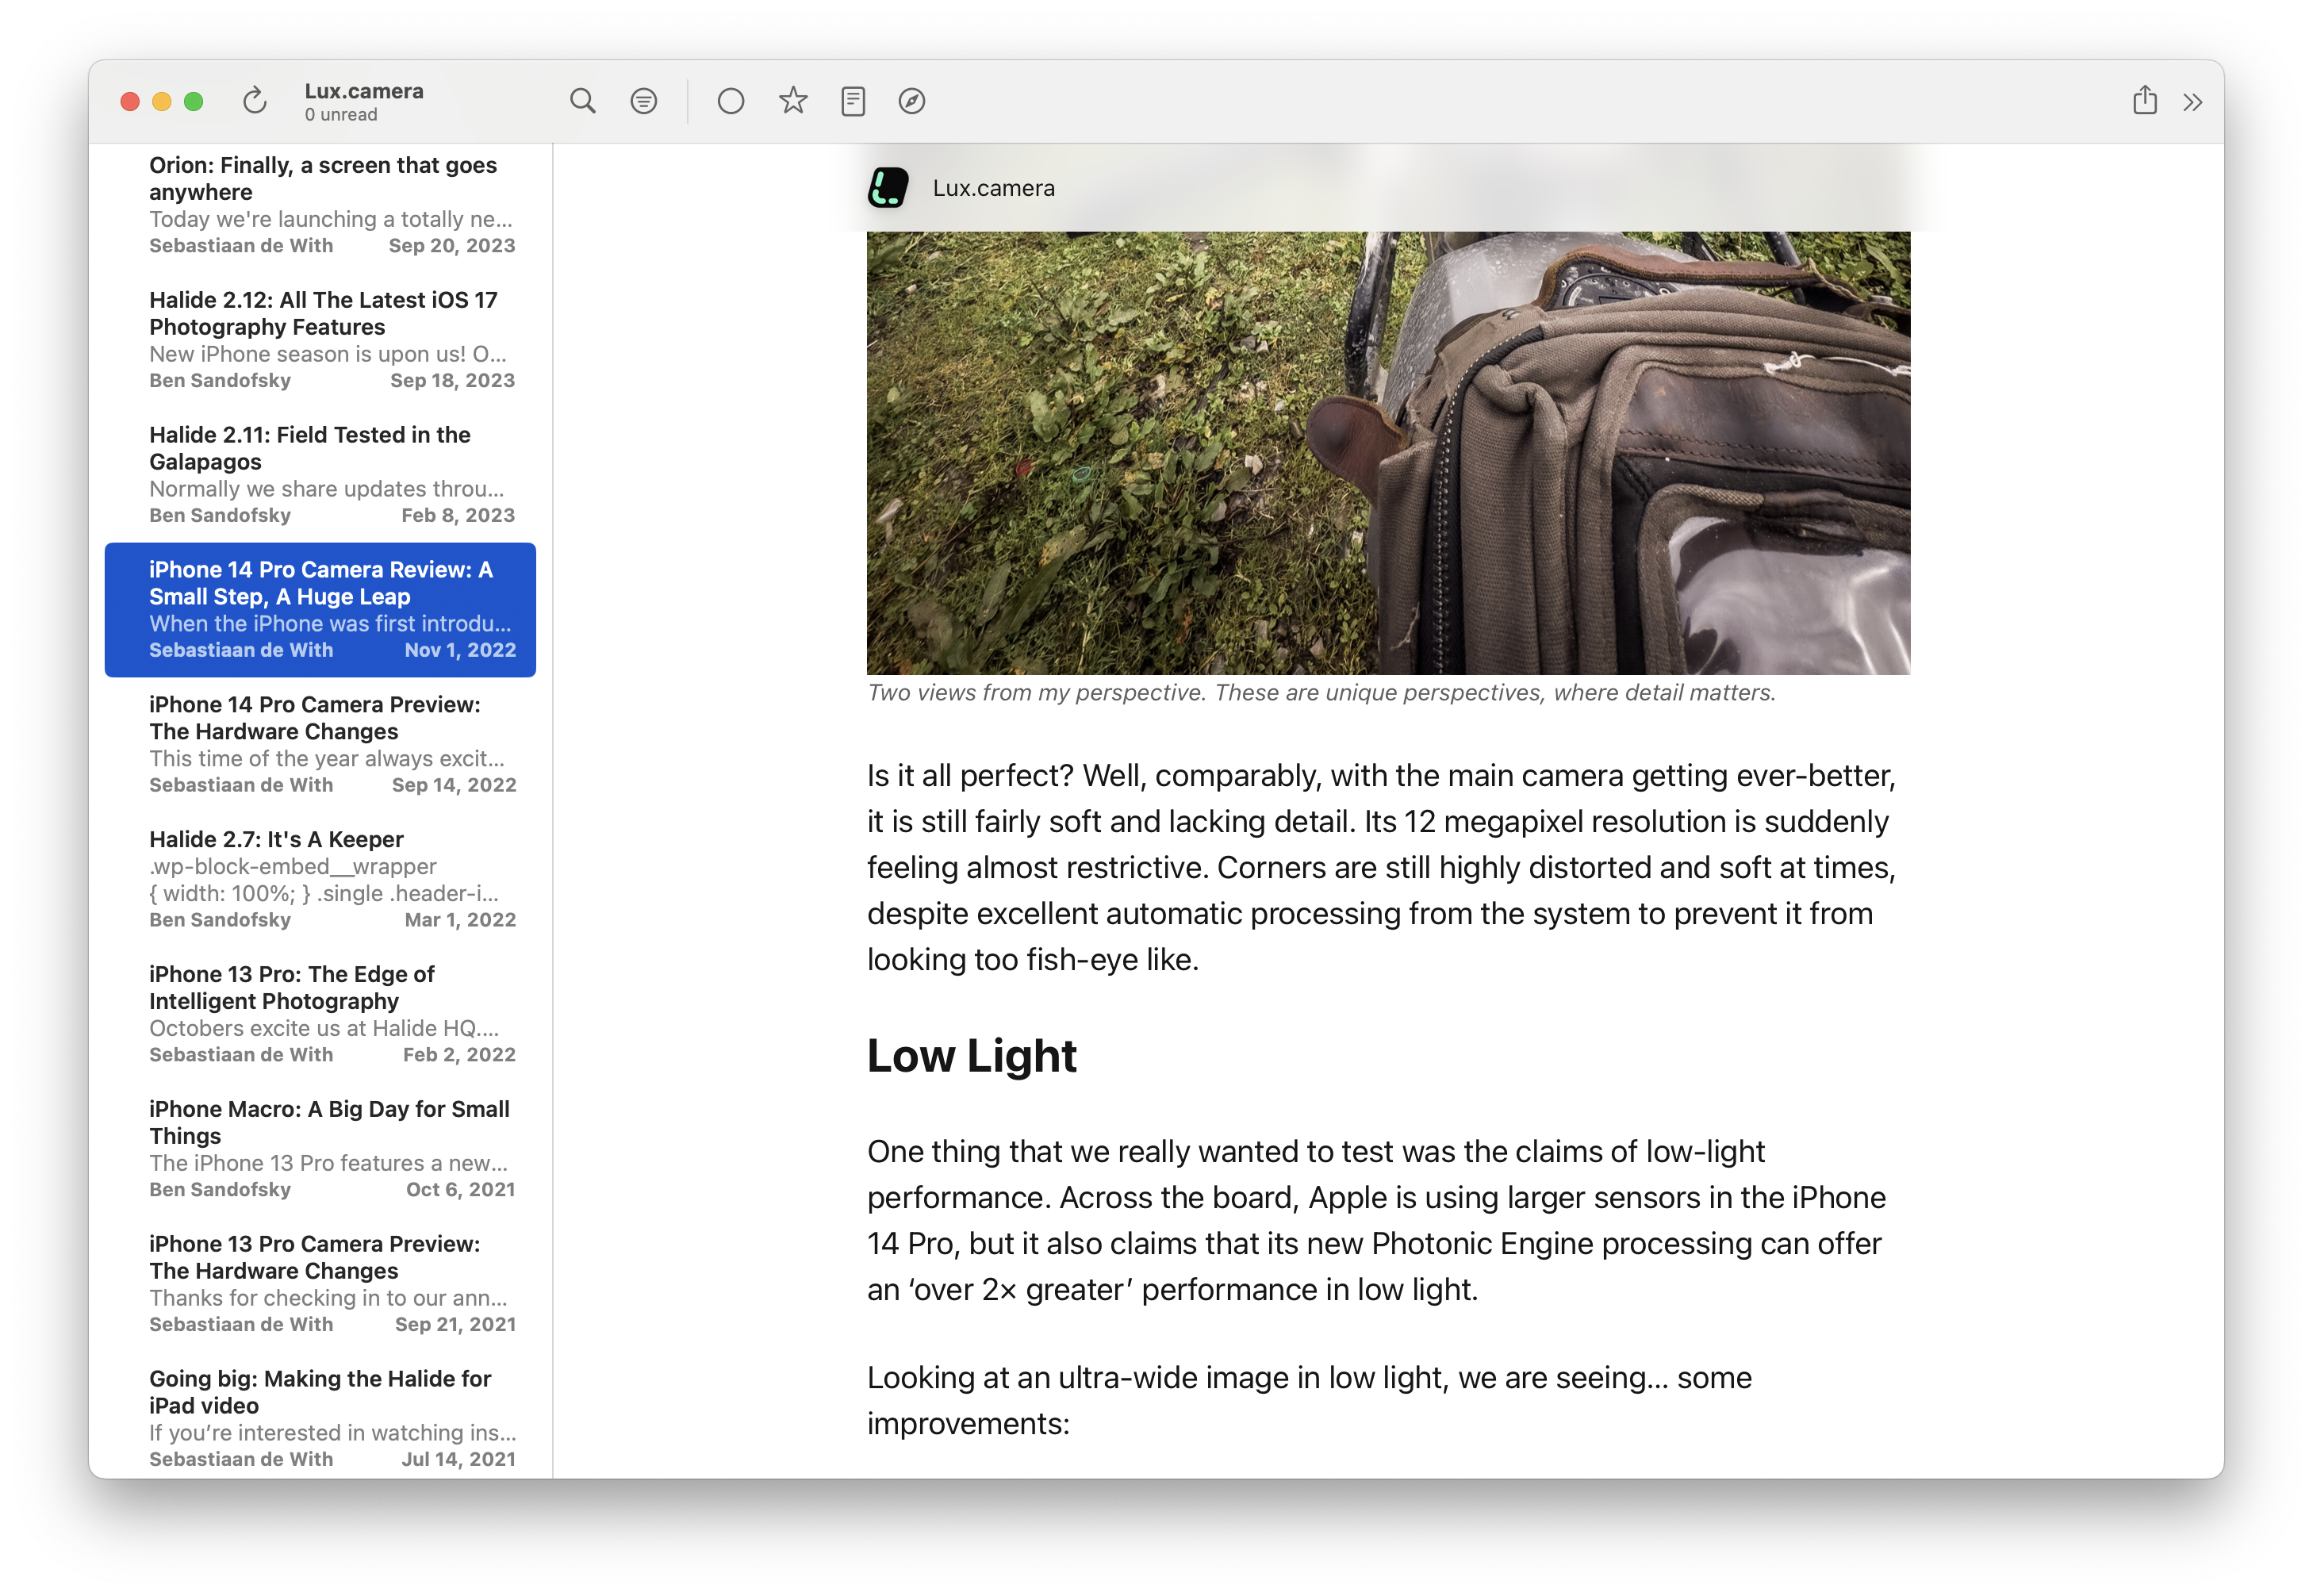 Lux.camera
0 unread
Orion: Finally, a screen that goes
anywhere
Today we're launching a totally ne...
Sebastiaan de With Sep 20, 2023
Halide 2.12: All The Latest iOS 17
Photography Features
New iPhone season is upon us! O...
Ben Sandofsky Sep 18, 2023
Halide 2.11: Field Tested in the
Galapagos
Normally we share updates throu...
Ben Sandofsky Feb 8, 2023
iPhone 14 Pro Camera Review: A
Small Step, A Huge Leap
When the iPhone was first introdu...
Sebastiaan de With Nov 1, 2022
iPhone 14 Pro Camera Preview:
The Hardware Changes
This time of the year always excit...
Sebastiaan de With Sep 14, 2022
Halide 2.7: It's A Keeper
.wp-block-embed__wrapper
{ width: 100%; } .single .header-i...
Ben Sandofsky Mar 1, 2022
iPhone 13 Pro: The Edge of
Intelligent Photography
Octobers excite us at Halide HQ....
Sebastiaan de With Feb 2, 2022
iPhone Macro: A Big Day for Small
Things
The iPhone 13 Pro features a new...
Ben Sandofsky Oct 6, 2021
iPhone 13 Pro Camera Preview:
The Hardware Changes
Thanks for checking in to our ann...
Sebastiaan de With Sep 21, 2021
Going big: Making the Halide for
iPad video
If you’re interested in watching ins...
Sebastiaan de With Jul 14, 2021
Lux.camera
Two views from my perspective. These are unique perspectives, where detail matters.
Is it all perfect? Well, comparably, with the main camera getting ever-better,
it is still fairly soft and lacking detail. Its 12 megapixel resolution is suddenly
feeling almost restrictive. Corners are still highly distorted and soft at times,
despite excellent automatic processing from the system to prevent it from
looking too fish-eye like.
Low Light
One thing that we really wanted to test was the claims of low-light
performance. Across the board, Apple is using larger sensors in the iPhone
14 Pro, but it also claims that its new Photonic Engine processing can offer
an ‘over 2× greater’ performance in low light.
Looking at an ultra-wide image in low light, we are seeing… some
improvements: